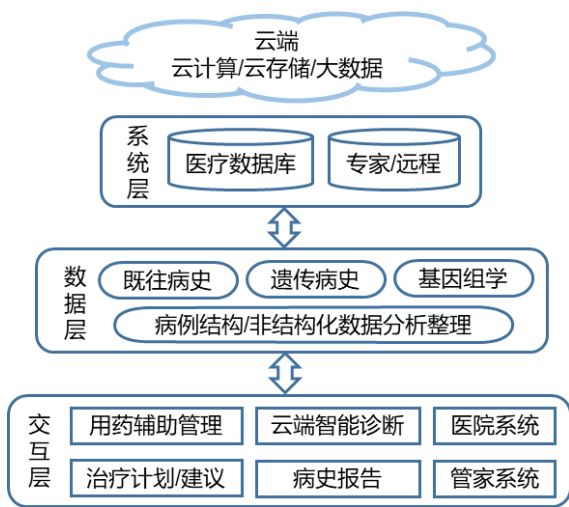 云端
云计算/云存储/大数据
系统层
医疗数据库 专家/远程
数据层
既往病史 遗传病史 基因组学
病例结构/非结构化数据分析整理
交互层
用药辅助管理 云端智能诊断 医院系统
治疗计划/建议 病史报告 管家系统